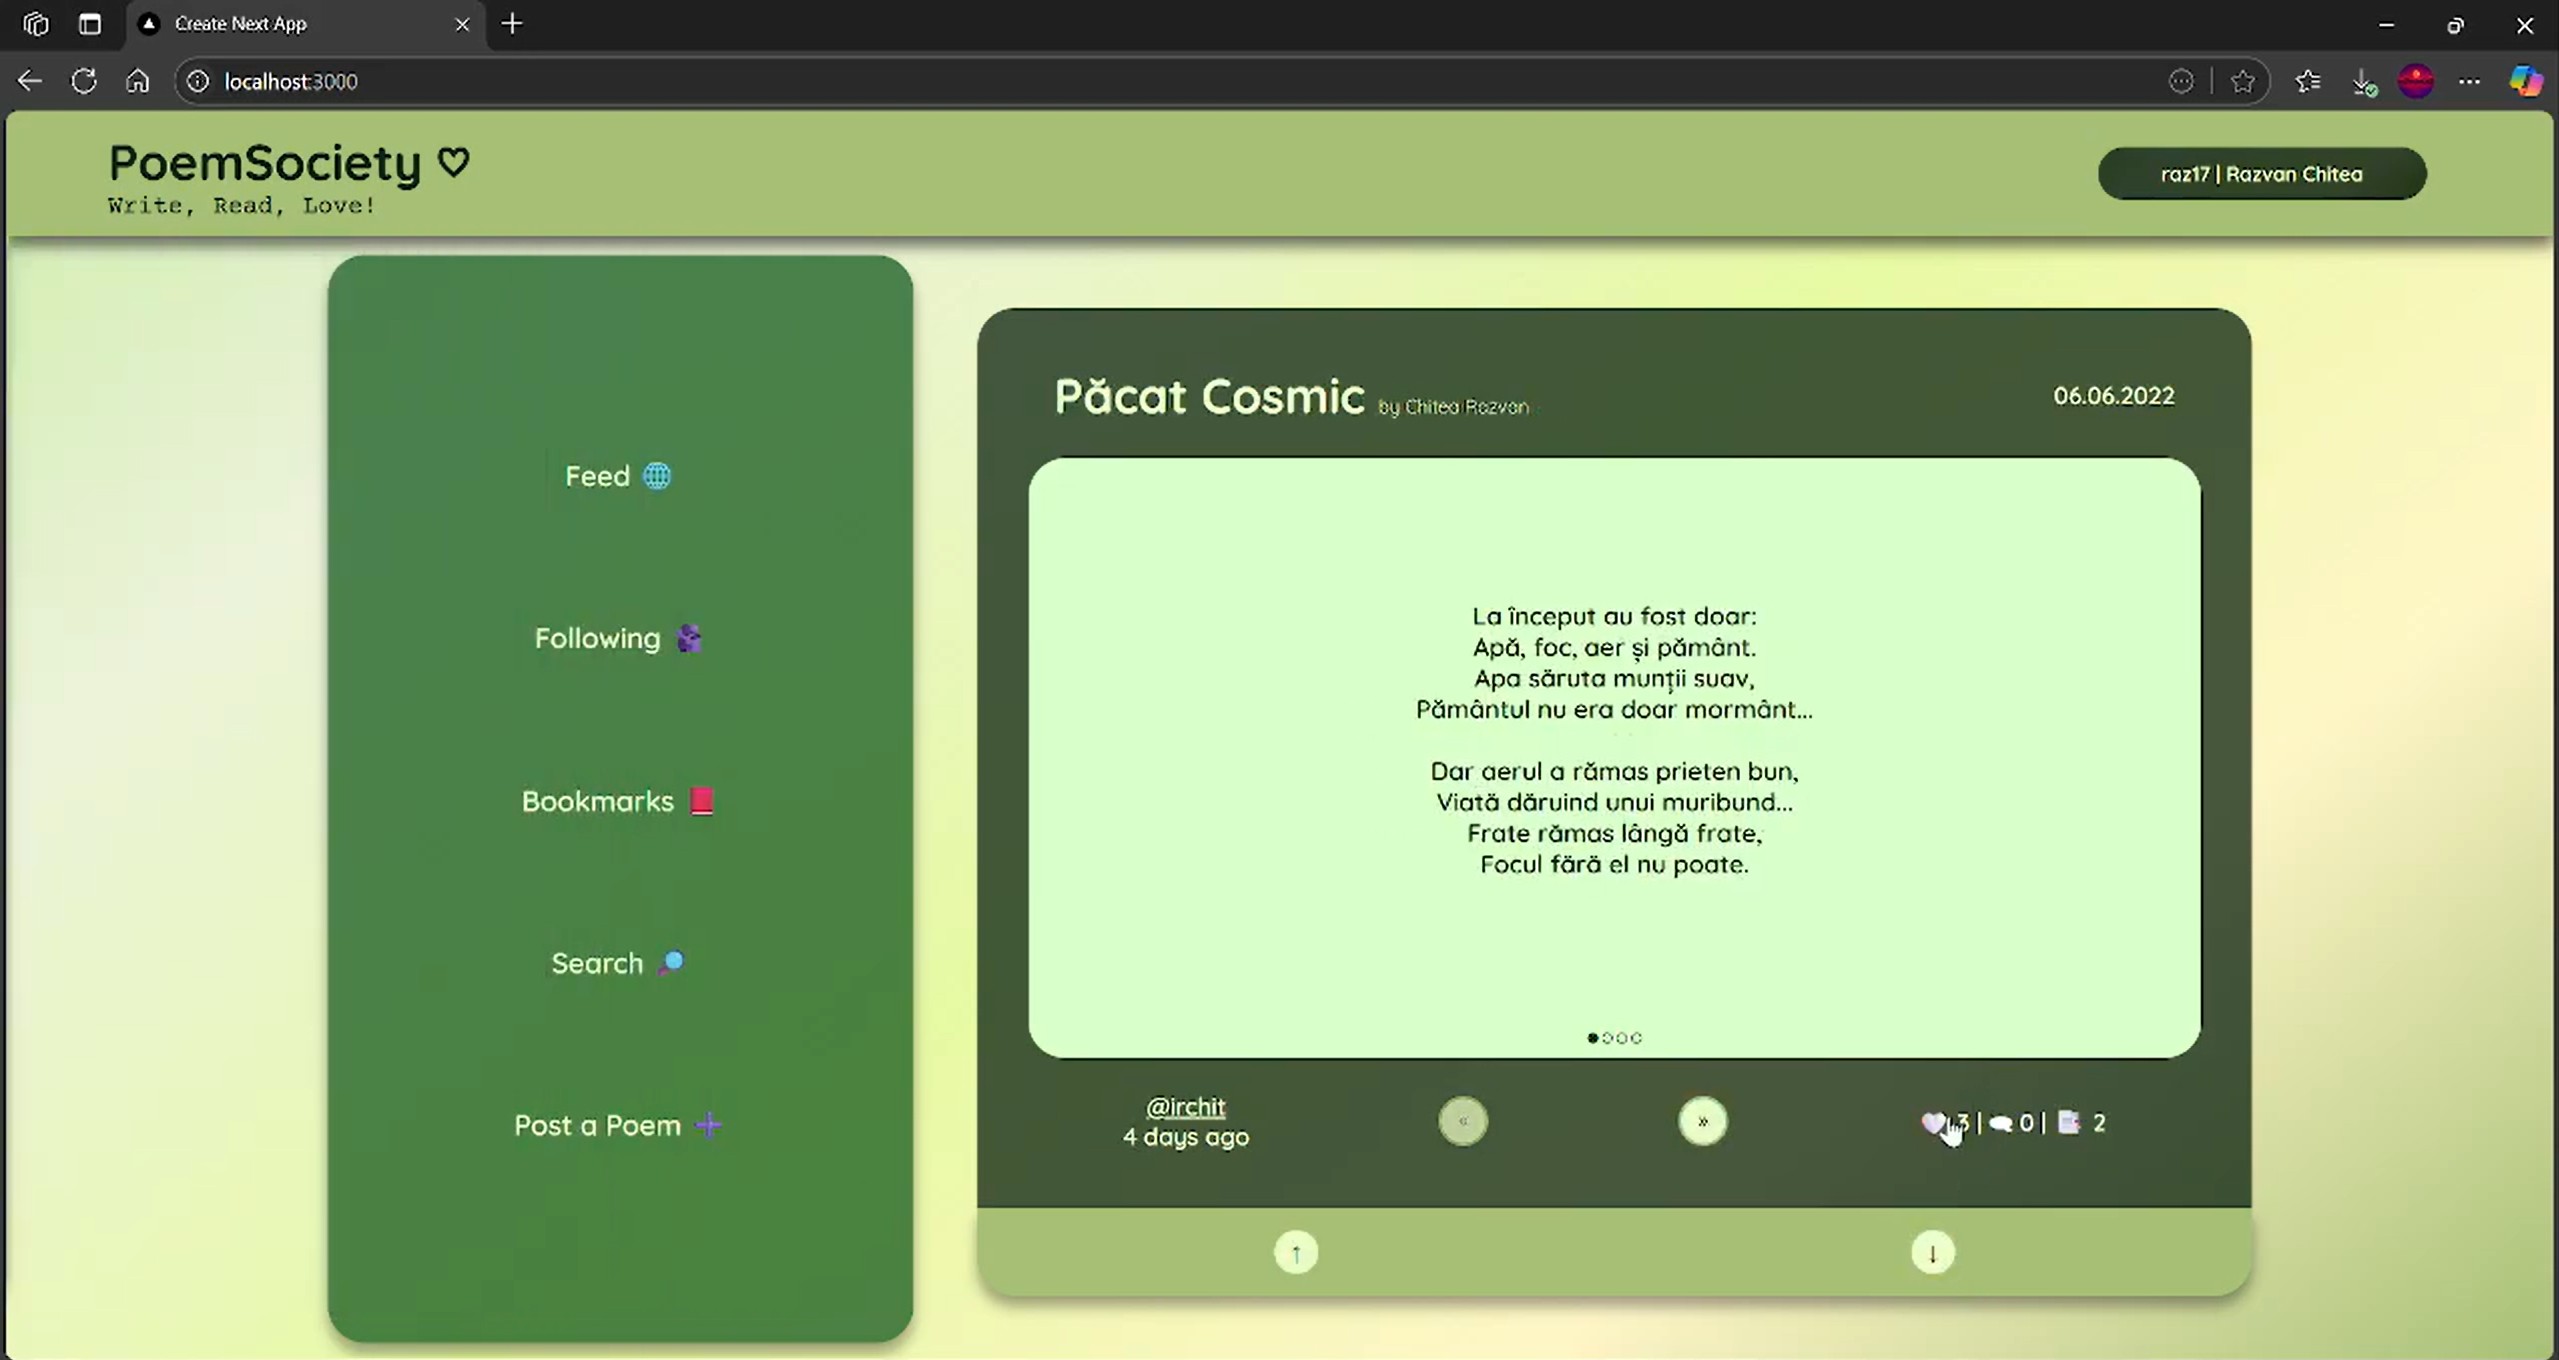 Create Next App
localhost:3000
PoemSociety ♡
Write, Read, Love!
raz17 | Razvan Chitea
Feed
Following
Bookmarks
Search
Post a Poem
Păcat Cosmic by Chitea Razvan
06.06.2022
La început au fost doar:
Apă, foc, aer și pământ.
Apa săruta munții suav,
Pământul nu era doar mormânt...
Dar aerul a rămas prieten bun,
Viată dăruind unui muribund...
Frate rămas lângă frate,
Focul fără el nu poate.
@irchit
4 days ago
« »
3 | 0 | 2
↑ ↓